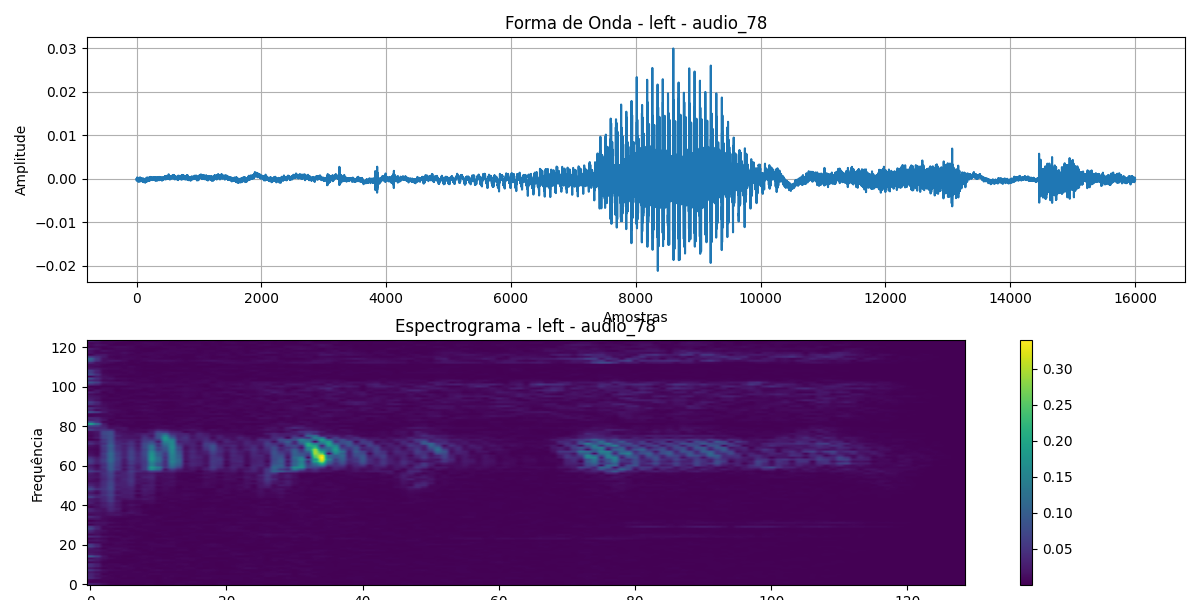 Forma de Onda - left - audio_78
Amplitude
0.03
0.02
0.01
0.00
−0.01
−0.02
0 2000 4000 6000 8000 10000 12000 14000 16000
Amostras
Espectrograma - left - audio_78
Frequência
120
100
80
60
40
20
0
0 20 40 60 80 100 120
0.30
0.25
0.20
0.15
0.10
0.05